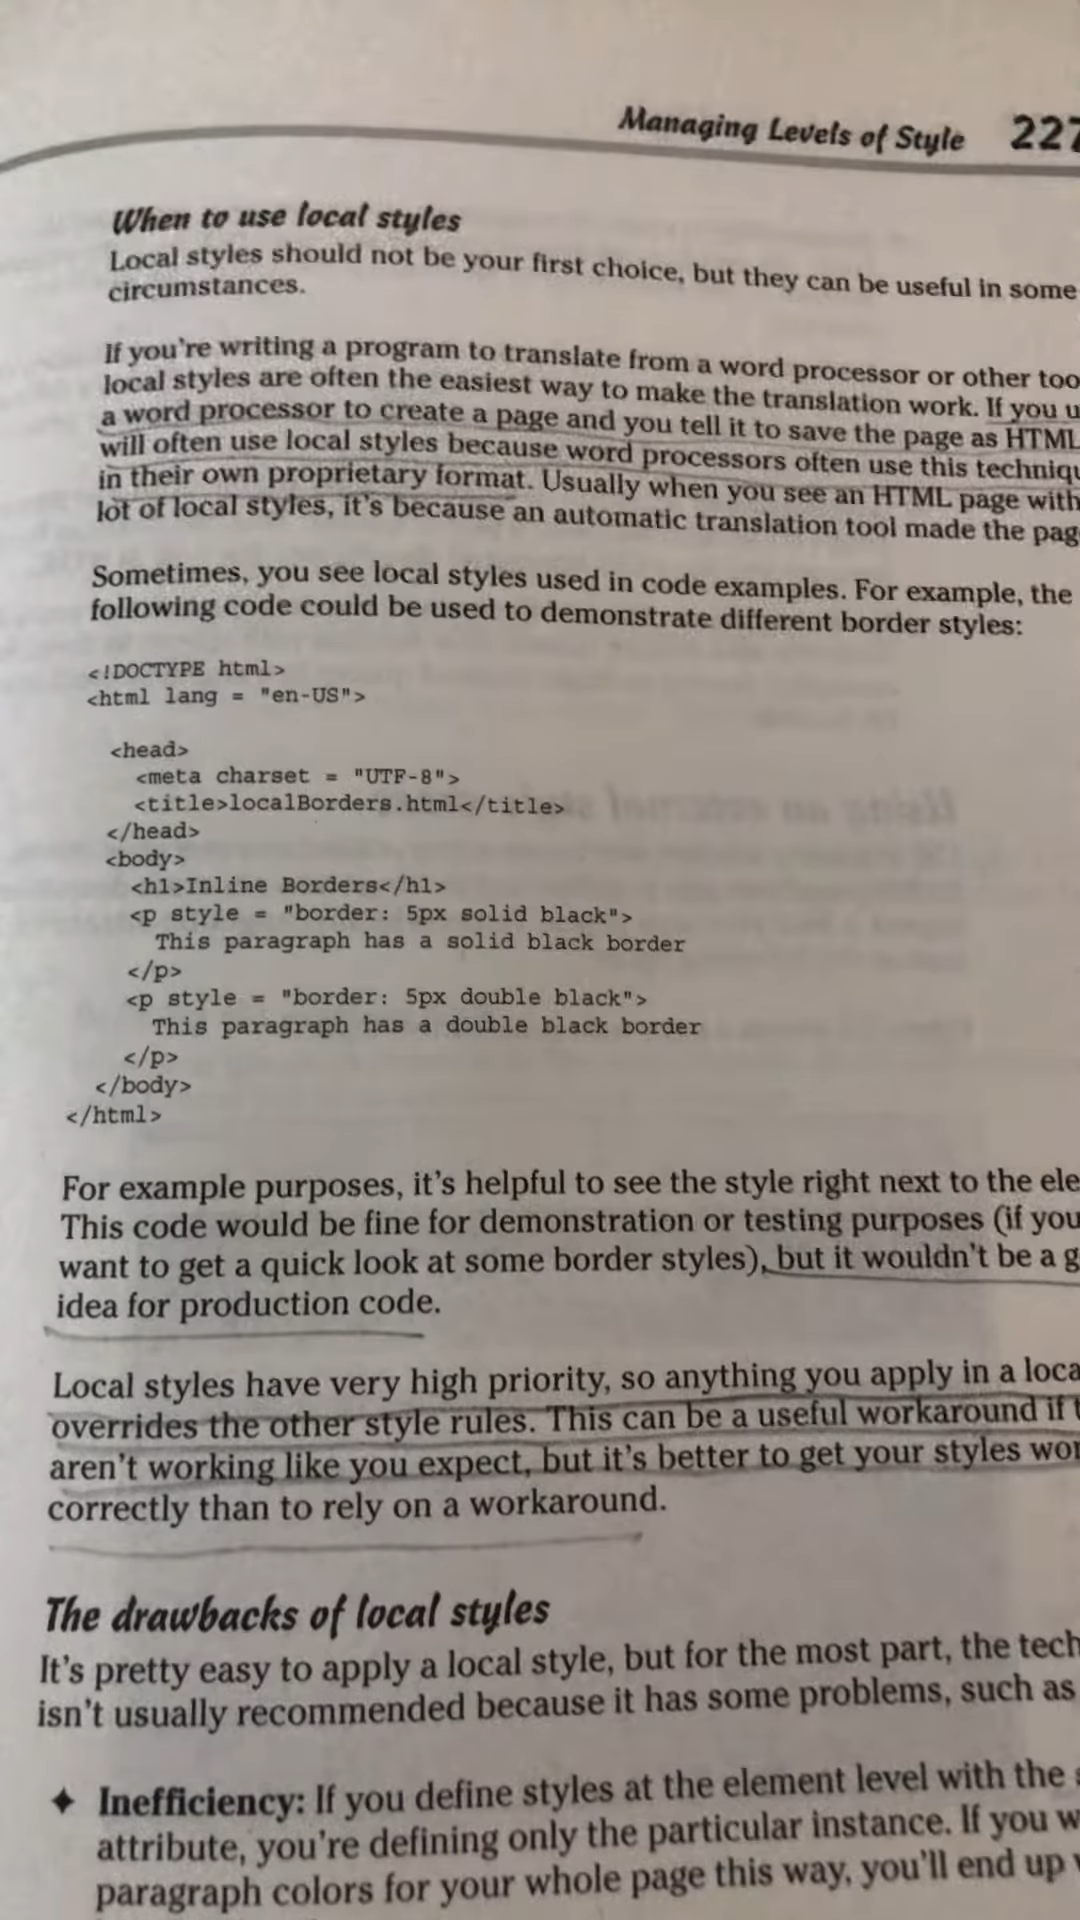 Managing Levels of Style 227
When to use local styles
Local styles should not be your first choice, but they can be useful in some
circumstances.
If you're writing a program to translate from a word processor or other too
local styles are often the easiest way to make the translation work. If you u
a word processor to create a page and you tell it to save the page as HTML
will often use local styles because word processors often use this techniqu
in their own proprietary format. Usually when you see an HTML page with
lot of local styles, it's because an automatic translation tool made the pag
Sometimes, you see local styles used in code examples. For example, the
following code could be used to demonstrate different border styles:
<!DOCTYPE html>
<html lang = "en-US">
<head>
<meta charset = "UTF-8">
<title>localBorders.html</title>
</head>
<body>
<h1>Inline Borders</h1>
<p style = "border: 5px solid black">
This paragraph has a solid black border
</p>
<p style = "border: 5px double black">
This paragraph has a double black border
</p>
</body>
</html>
For example purposes, it's helpful to see the style right next to the ele
This code would be fine for demonstration or testing purposes (if you
want to get a quick look at some border styles), but it wouldn't be a g
idea for production code.
Local styles have very high priority, so anything you apply in a loca
overrides the other style rules. This can be a useful workaround if t
aren't working like you expect, but it's better to get your styles wor
correctly than to rely on a workaround.
The drawbacks of local styles
It's pretty easy to apply a local style, but for the most part, the tech
isn't usually recommended because it has some problems, such as
✦ Inefficiency: If you define styles at the element level with the
attribute, you're defining only the particular instance. If you w
paragraph colors for your whole page this way, you'll end up